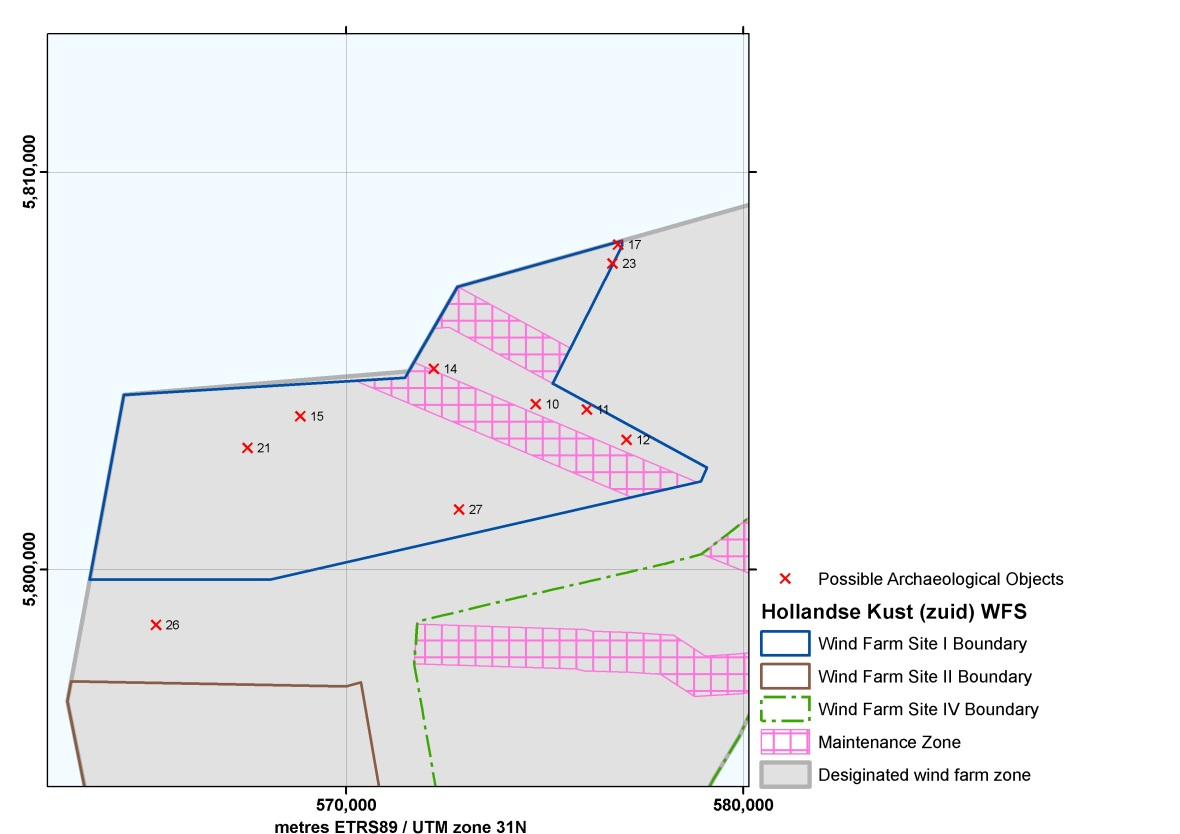 5,810,000
17
23
14
10
11
15
12
21
27
5,800,000
26
570,000
580,000
metres ETRS89 / UTM zone 31N
Possible Archaeological Objects
Hollandse Kust (zuid) WFS
Wind Farm Site I Boundary
Wind Farm Site II Boundary
Wind Farm Site IV Boundary
Maintenance Zone
Desiginated wind farm zone